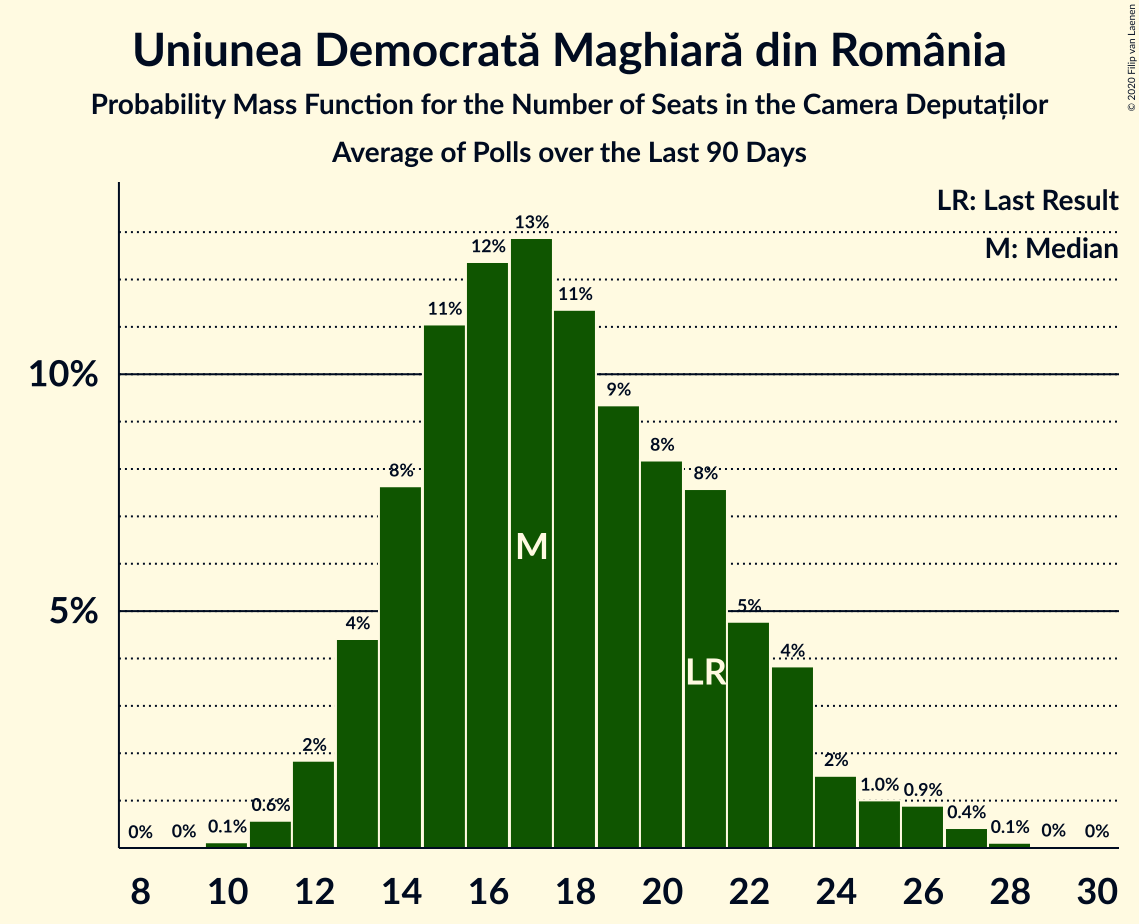 Uniunea Democrată Maghiară din România
Probability Mass Function for the Number of Seats in the Camera Deputaților
Average of Polls over the Last 90 Days
© 2020 Filip van Laenen
LR: Last Result
M: Median
10%
5%
0%
0%
0.1%
0.6%
2%
4%
8%
11%
12%
13%
11%
9%
8%
8%
5%
4%
2%
1.0%
0.9%
0.4%
0.1%
0%
0%
M
LR
8 10 12 14 16 18 20 22 24 26 28 30